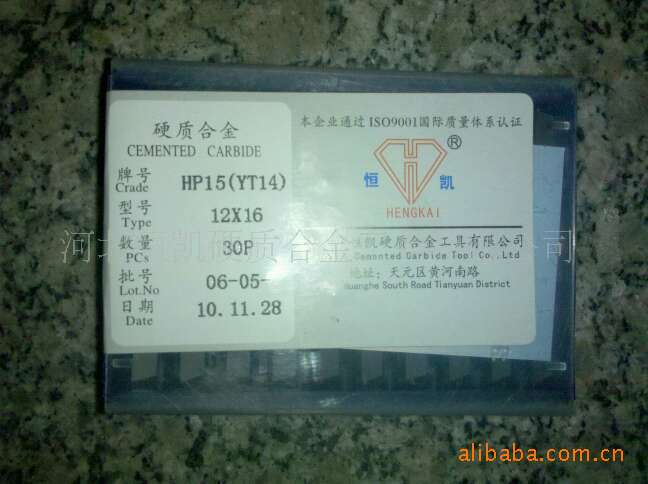 硬质合金
CEMENTED CARBIDE
牌号 HP15(YT14)
Crade
型号 12X16
Type
数量 30P
PCs
批号 06-05-
Lot.No
日期 10.11.28
Date
本企业通过ISO9001国际质量体系认证
®
恒 凯
HENGKAI
恒凯硬质合金工具有限公司
Cemented Carbide Tool Co.,Ltd
地址: 天元区黄河南路
uanghe South Road Tianyuan District
河北 凯硬质合金 公司
alibaba.com.cn